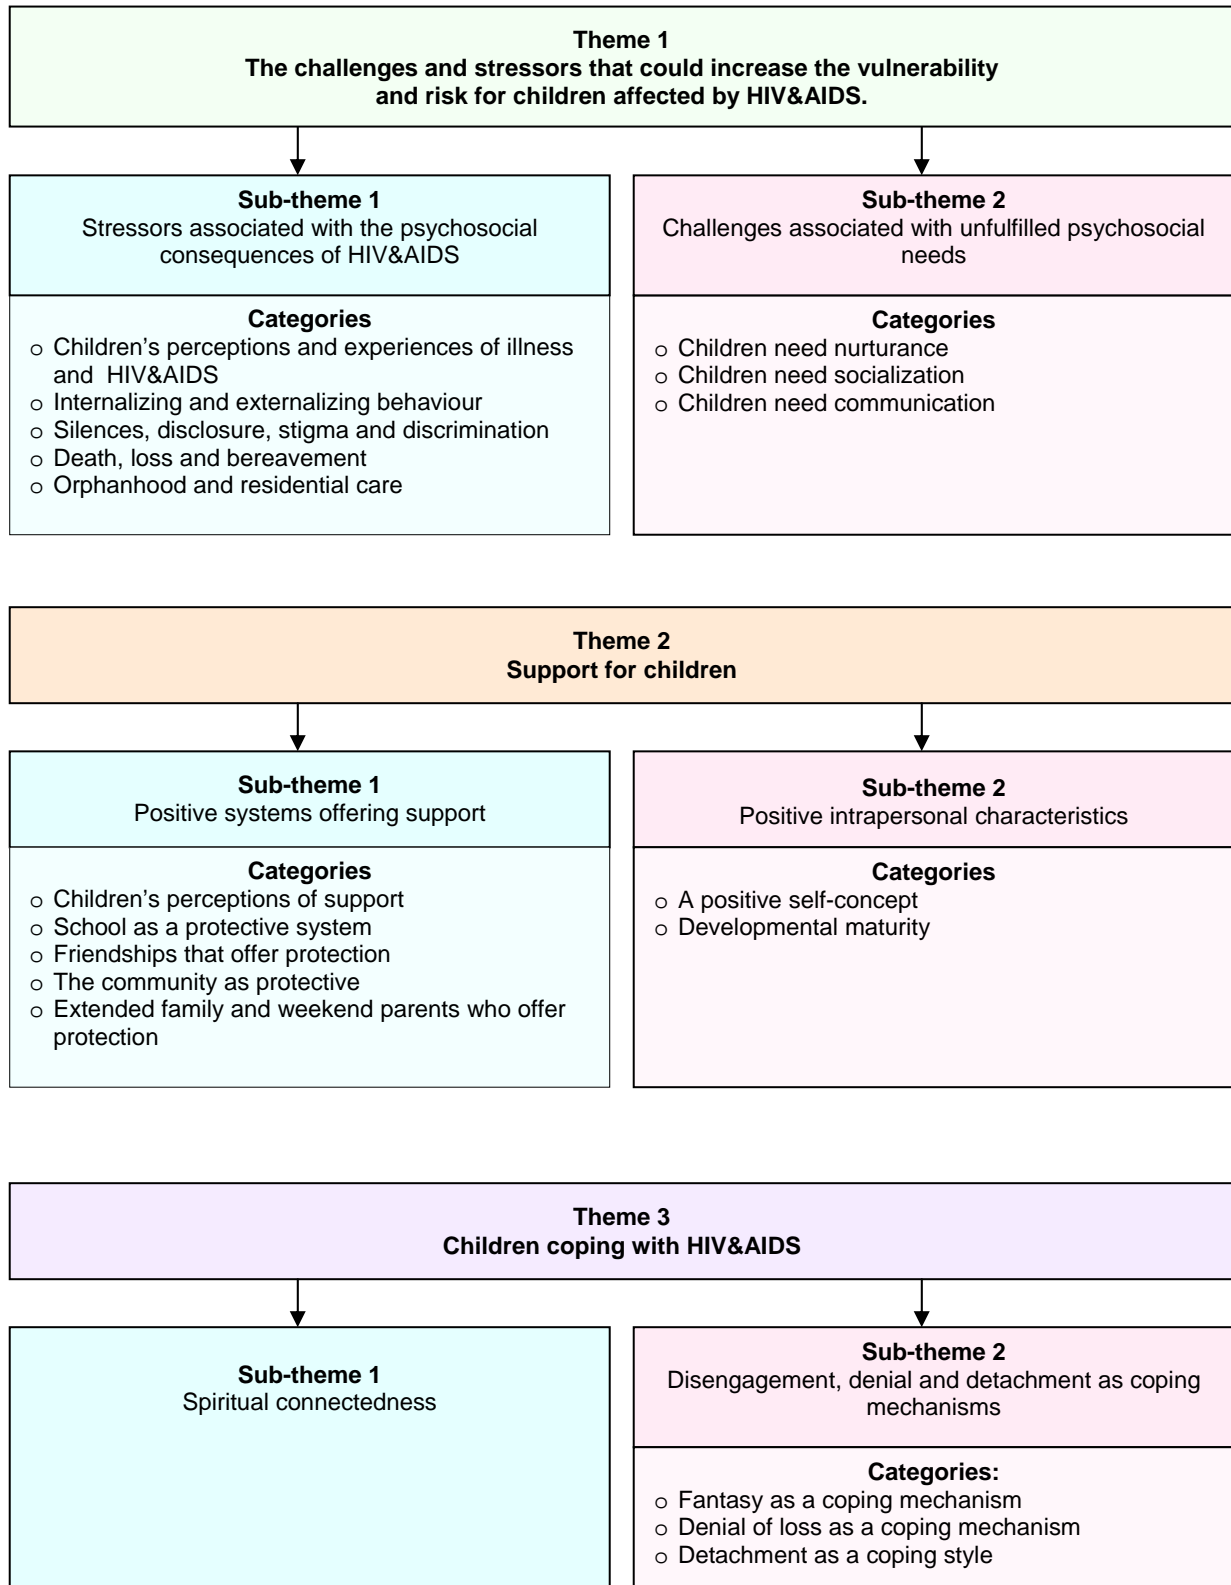 Theme 1
The challenges and stressors that could increase the vulnerability
and risk for children affected by HIV&AIDS.
Sub-theme 1
Stressors associated with the psychosocial
consequences of HIV&AIDS
Categories
o Children’s perceptions and experiences of illness
and HIV&AIDS
o Internalizing and externalizing behaviour
o Silences, disclosure, stigma and discrimination
o Death, loss and bereavement
o Orphanhood and residential care
Sub-theme 2
Challenges associated with unfulfilled psychosocial
needs
Categories
o Children need nurturance
o Children need socialization
o Children need communication
Theme 2
Support for children
Sub-theme 1
Positive systems offering support
Categories
o Children’s perceptions of support
o School as a protective system
o Friendships that offer protection
o The community as protective
o Extended family and weekend parents who offer
protection
Sub-theme 2
Positive intrapersonal characteristics
Categories
o A positive self-concept
o Developmental maturity
Theme 3
Children coping with HIV&AIDS
Sub-theme 1
Spiritual connectedness
Sub-theme 2
Disengagement, denial and detachment as coping
mechanisms
Categories:
o Fantasy as a coping mechanism
o Denial of loss as a coping mechanism
o Detachment as a coping style